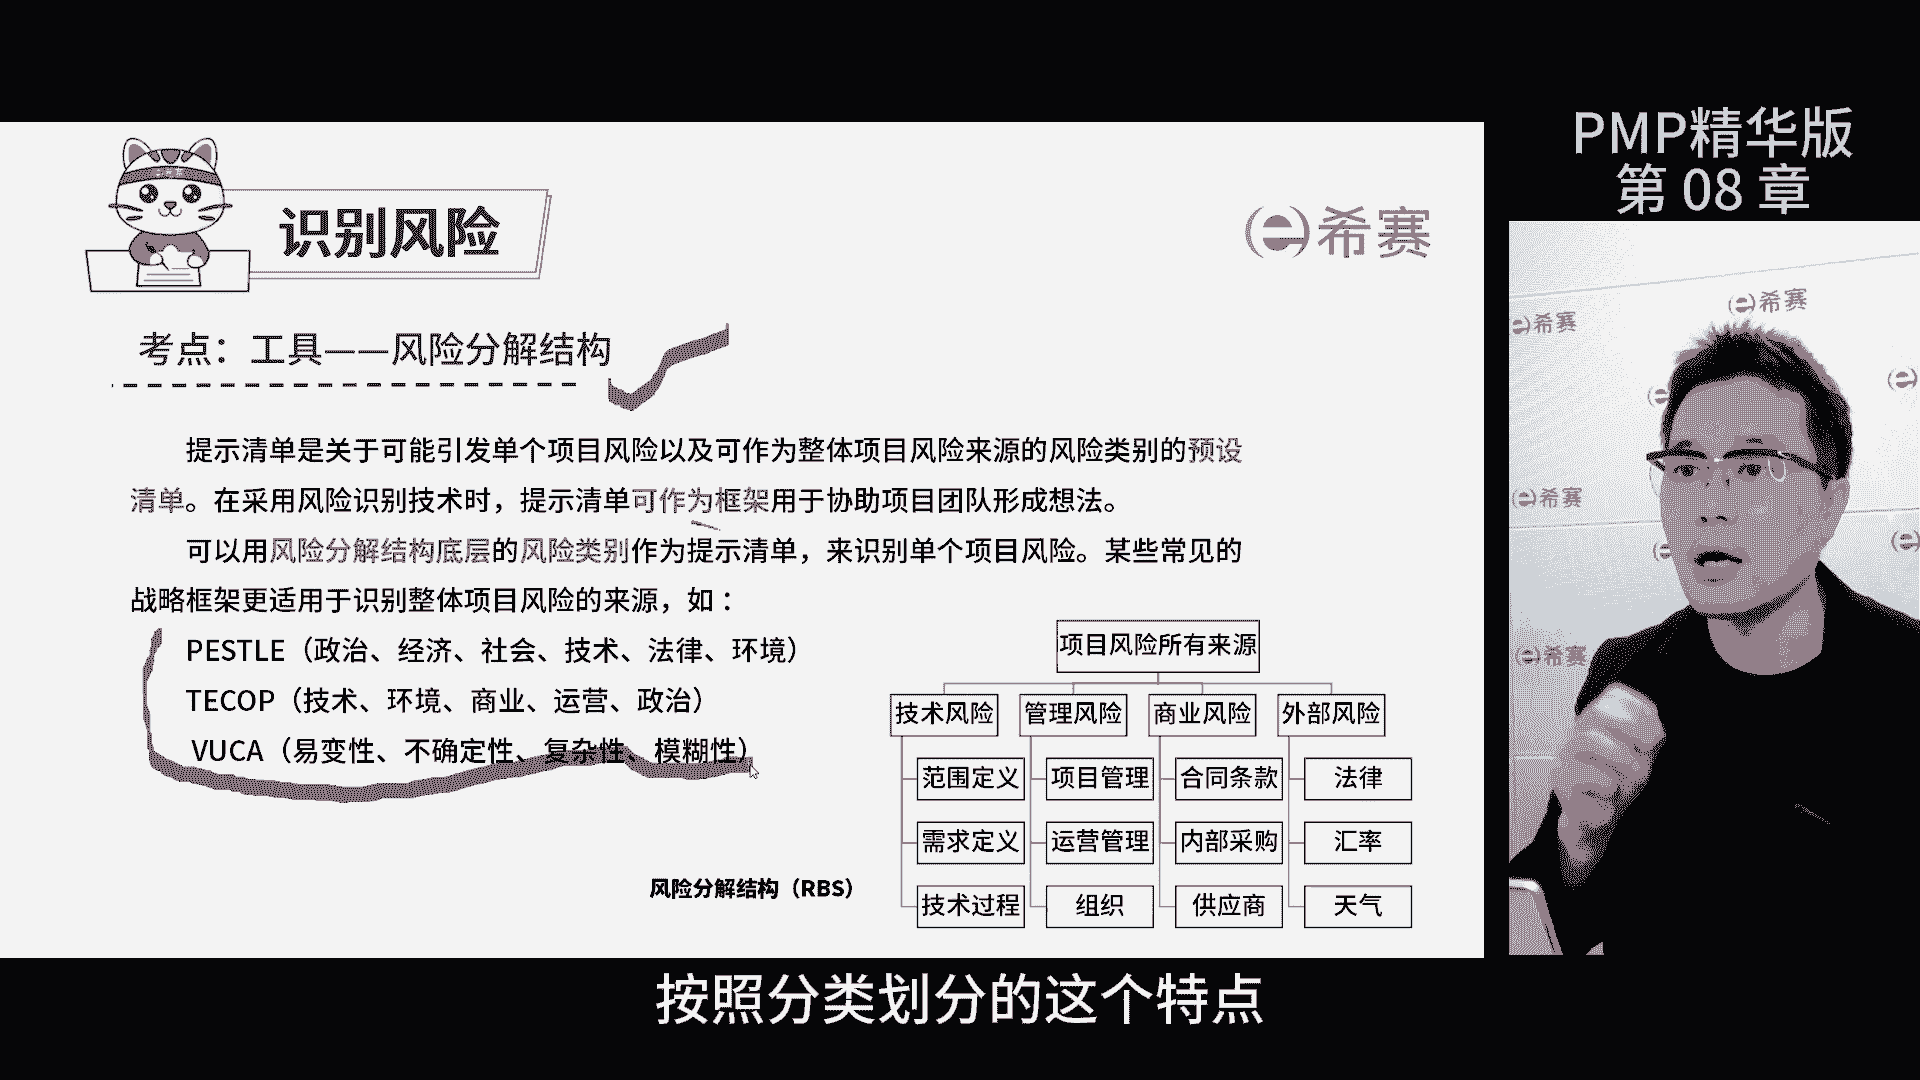 PMP精华版
第 08 章
识别风险
希赛
考点：工具——风险分解结构
提示清单是关于可能引发单个项目风险以及可作为整体项目风险来源的风险类别的预设
清单。在采用风险识别技术时，提示清单可作为框架用于协助项目团队形成想法。
可以用风险分解结构底层的风险类别作为提示清单，来识别单个项目风险。某些常见的
战略框架更适用于识别整体项目风险的来源，如：
PESTLE（政治、经济、社会、技术、法律、环境）
TECOP（技术、环境、商业、运营、政治）
VUCA（易变性、不确定性、复杂性、模糊性）
项目风险所有来源
技术风险 管理风险 商业风险 外部风险
范围定义 项目管理 合同条款 法律
需求定义 运营管理 内部采购 汇率
技术过程 组织 供应商 天气
风险分解结构（RBS）
希赛
希赛
希赛
希赛
按照分类划分的这个特点